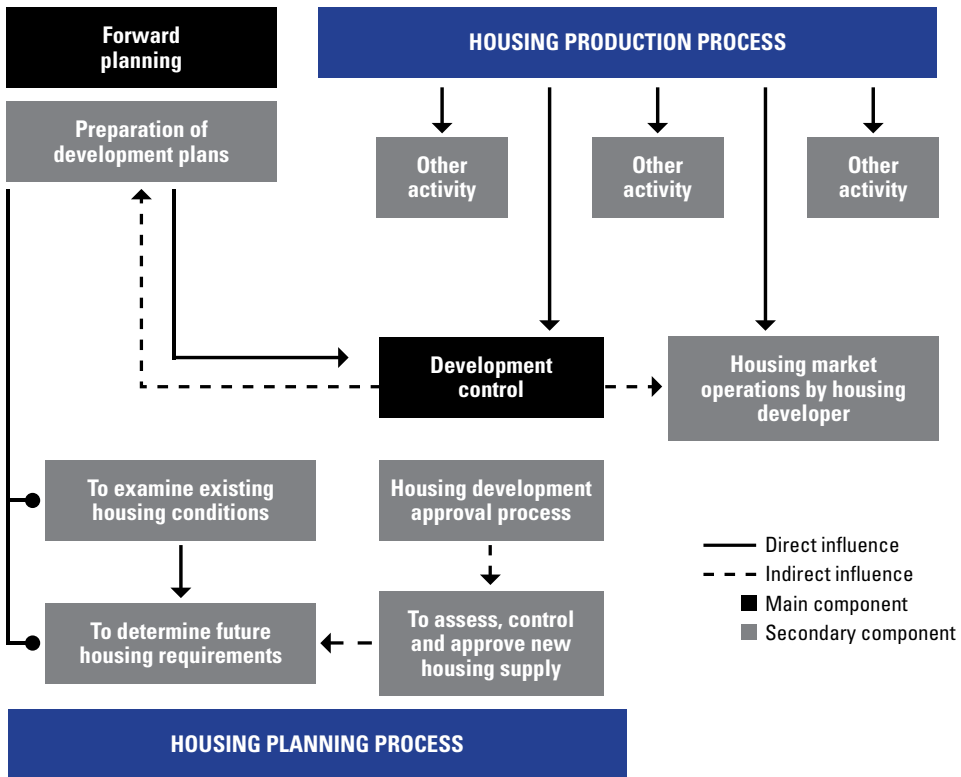 Forward
planning
HOUSING PRODUCTION PROCESS
Preparation of
development plans
Other
activity
Other
activity
Other
activity
Development
control
Housing market
operations by housing
developer
To examine existing
housing conditions
Housing development
approval process
To determine future
housing requirements
To assess, control
and approve new
housing supply
Direct influence
Indirect influence
Main component
Secondary component
HOUSING PLANNING PROCESS